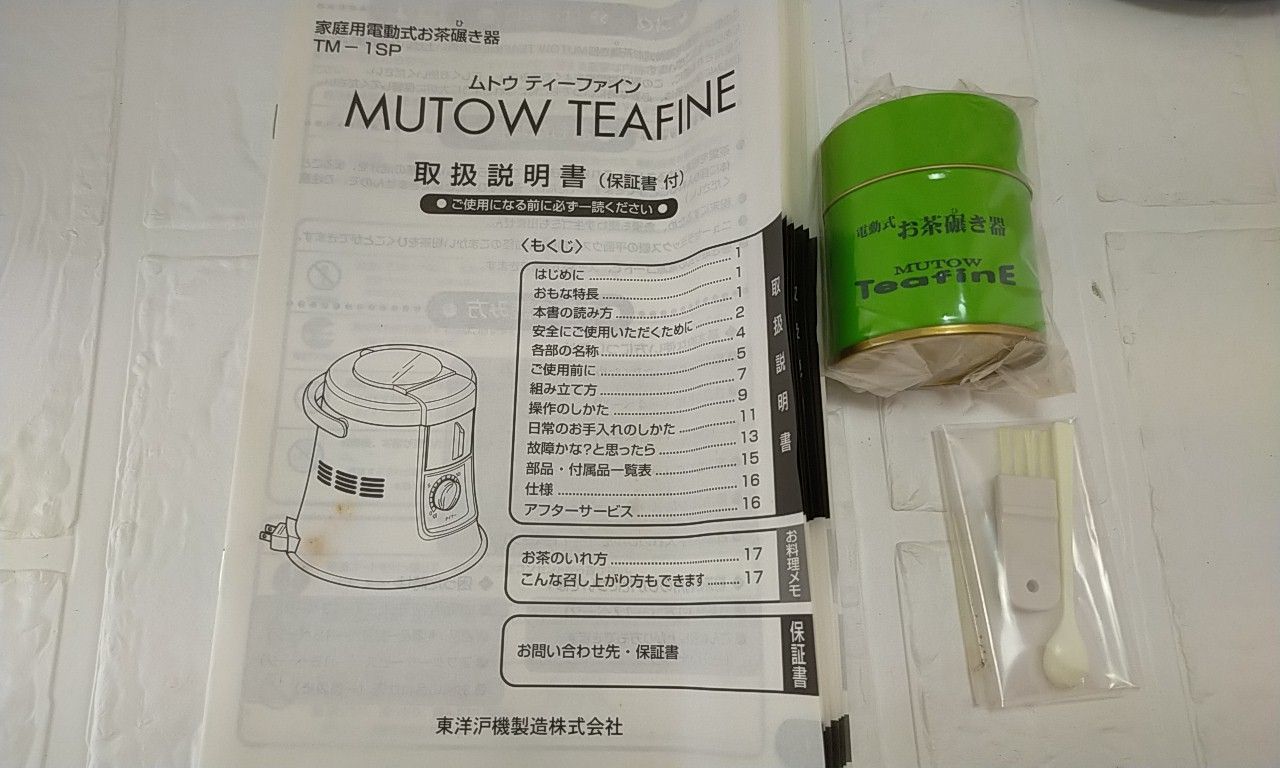 家庭用電動式お茶碾き器
ひ
TM-1SP
ムトウ ティーファイン
MUTOW TEAFINE
取扱説明書(保証書 付)
●ご使用になる前に必ず一読ください●
〈もくじ〉
はじめに 1
おもな特長 1
本書の読み方 1
安全にご使用いただくために 2
各部の名称 4
ご使用前に 5
組み立て方 7
操作のしかた 9
日常のお手入れのしかた 11
故障かな?と思ったら 13
部品・付属品一覧表 15
仕様 16
アフターサービス 16
取扱説明書
お茶のいれ方 17
こんな召し上がり方もできます 17
お料理メモ
お問い合わせ先・保証書
保証書
東洋濾機製造株式会社
電動式お茶碾き器
ひ
MUTOW
TeafinE